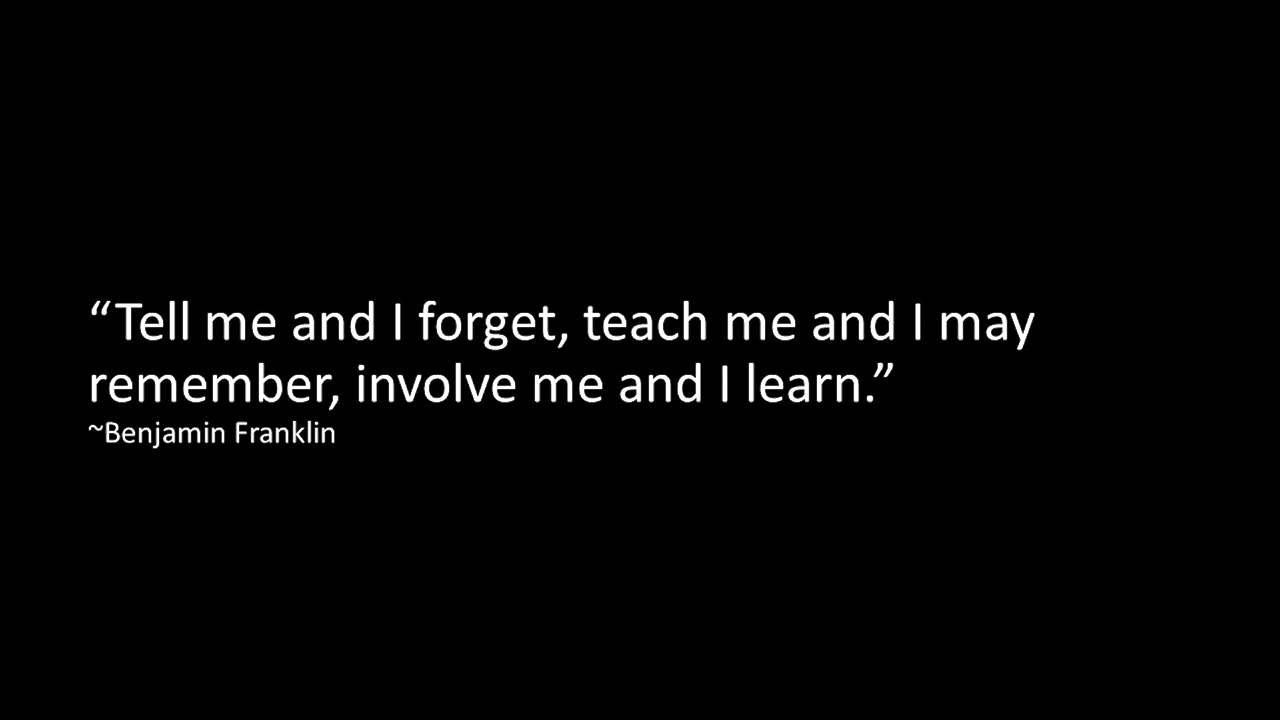 “Tell me and I forget, teach me and I may
remember, involve me and I learn.”
~Benjamin Franklin